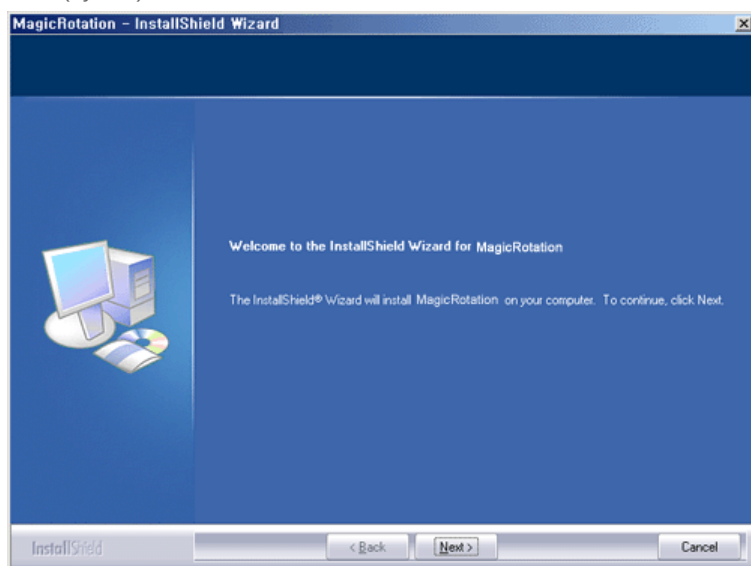 MagicRotation – InstallShield Wizard
Welcome to the InstallShield Wizard for MagicRotation
The InstallShield® Wizard will install MagicRotation on your computer. To continue, click Next.
InstallShield
< Back
Next >
Cancel